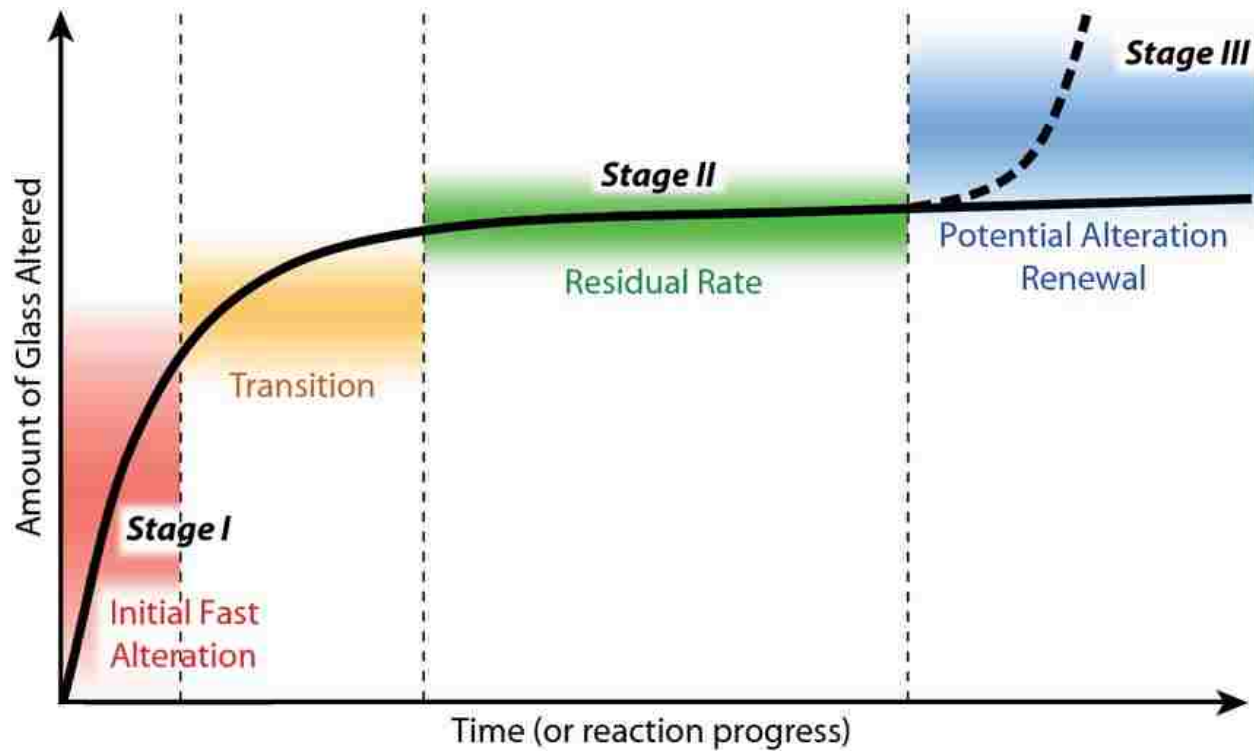 Amount of Glass Altered
Stage I
Initial Fast
Alteration
Transition
Stage II
Residual Rate
Stage III
Potential Alteration
Renewal
Time (or reaction progress)